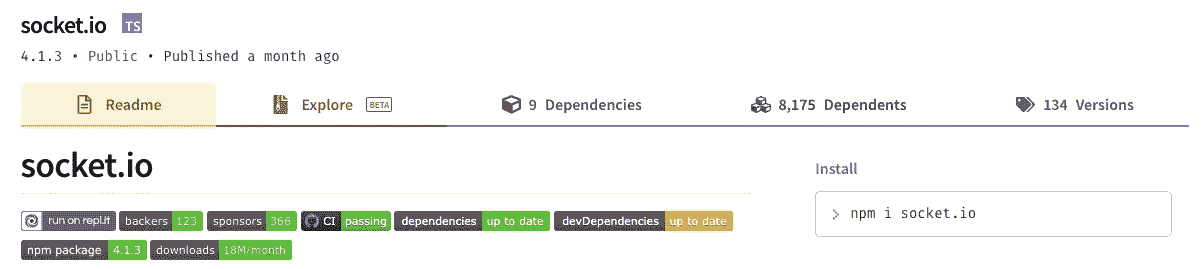 socket.io TS
4.1.3 • Public • Published a month ago
Readme Explore BETA 9 Dependencies 8,175 Dependents 134 Versions
socket.io
Install
run on repl.it backers 123 sponsors 366 CI passing dependencies up to date devDependencies up to date
npm i socket.io
npm package 4.1.3 downloads 18M/month